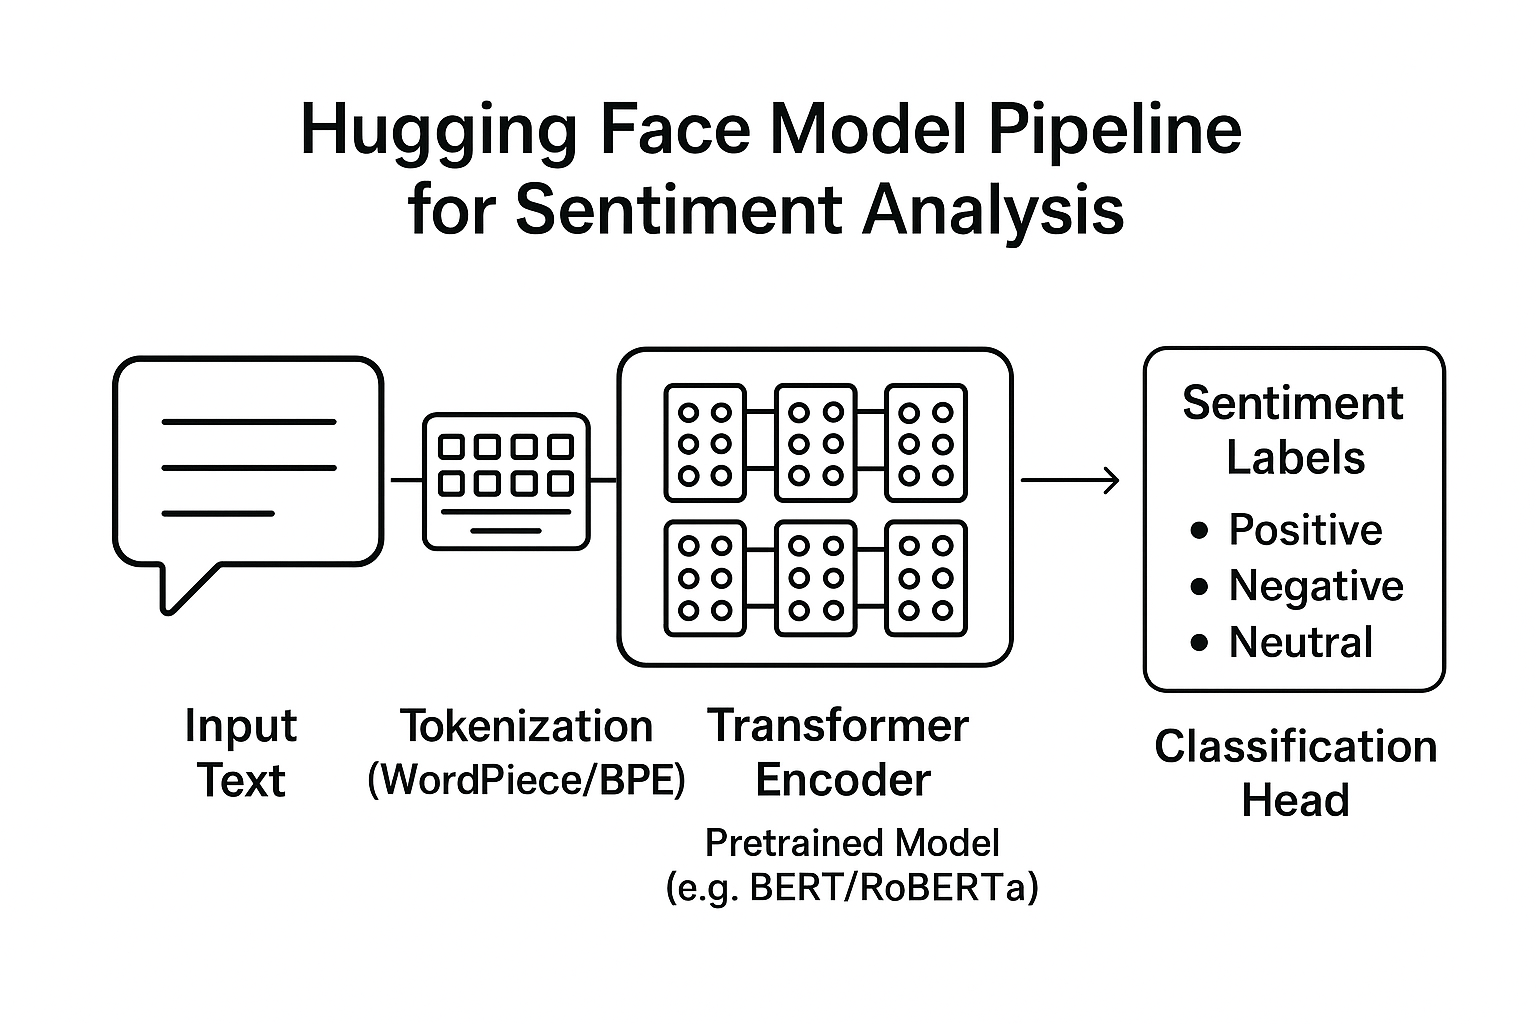 Hugging Face Model Pipeline
for Sentiment Analysis
Input
Text
Tokenization
(WordPiece/BPE)
Transformer
Encoder
Pretrained Model
(e.g. BERT/RoBERTa)
Sentiment
Labels
• Positive
• Negative
• Neutral
Classification
Head